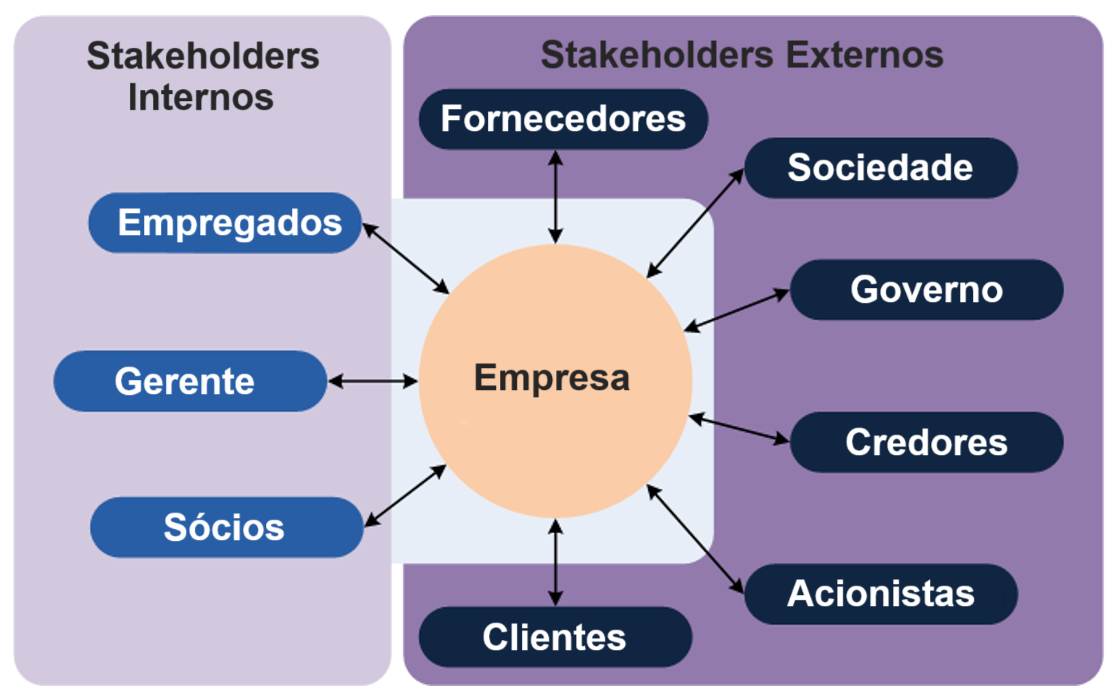 Stakeholders
Internos
Empregados
Gerente
Sócios
Stakeholders Externos
Fornecedores
Sociedade
Governo
Empresa
Credores
Acionistas
Clientes